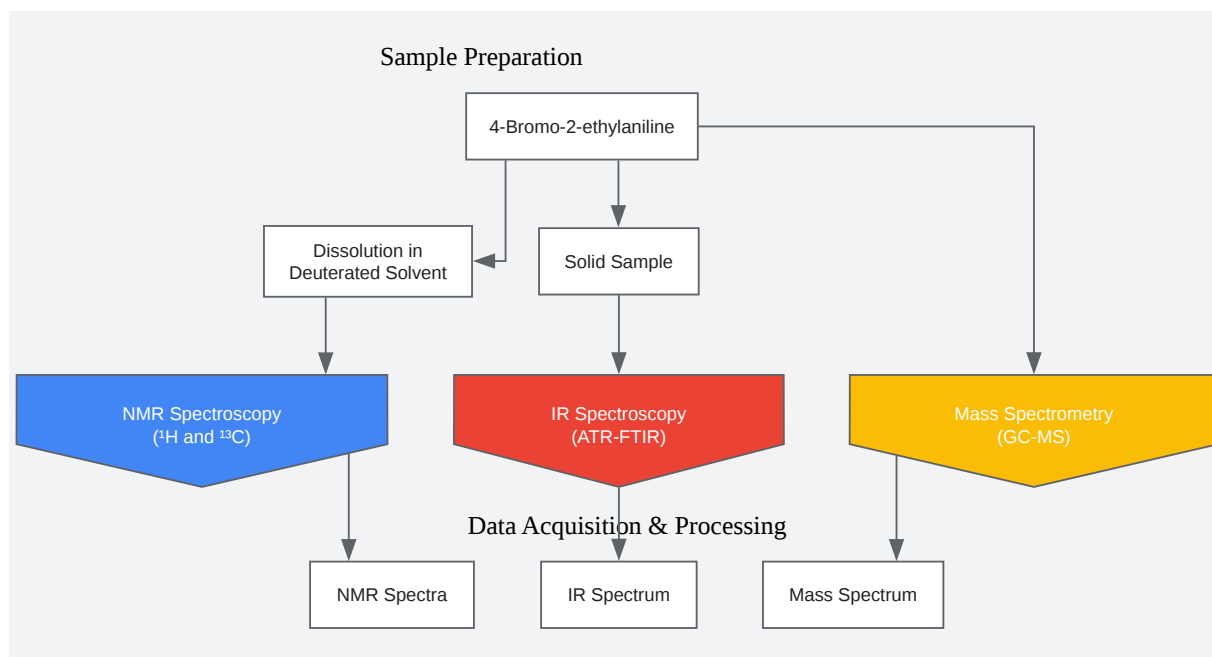 Sample Preparation
4-Bromo-2-ethylaniline
Dissolution in
Deuterated Solvent
Solid Sample
NMR Spectroscopy
(¹H and ¹³C)
IR Spectroscopy
(ATR-FTIR)
Mass Spectrometry
(GC-MS)
Data Acquisition & Processing
NMR Spectra
IR Spectrum
Mass Spectrum